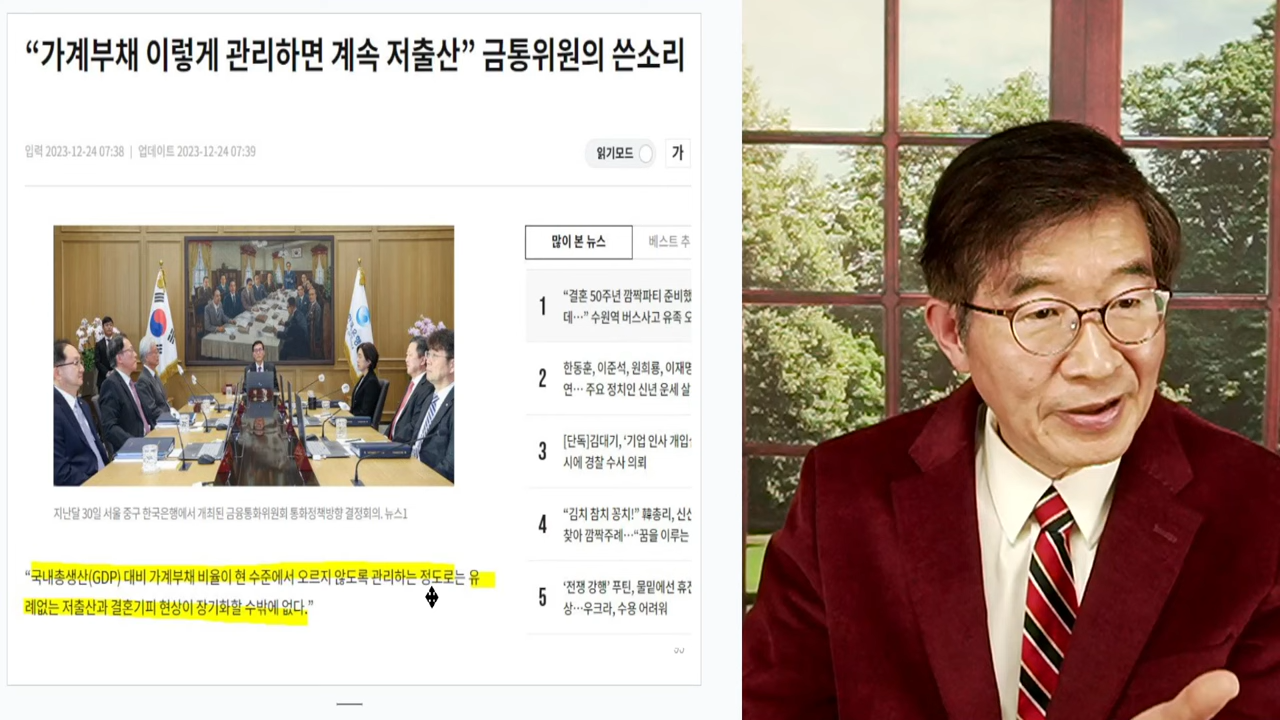 “가계부채 이렇게 관리하면 계속 저출산” 금통위원의 쓴소리
입력 2023-12-24 07:38 | 업데이트 2023-12-24 07:39
읽기모드
가
많이 본 뉴스
베스트 추
1
“결혼 50주년 깜짝파티 준비했
데…” 수원역 버스사고 유족 오
2
한동훈, 이준석, 원희룡, 이재명
연… 주요 정치인 신년 운세 살
3
[단독]김대기, ‘기업 인사 개입
시에 경찰 수사 의뢰
4
“김치 참치 꽁치!” 韓총리, 신신
찾아 깜짝주례…“꿈을 이루는
5
‘전쟁 강행’ 푸틴, 물밑에선 휴전
상…우크라, 수용 어려워
지난달 30일 서울 중구 한국은행에서 개최된 금융통화위원회 통화정책방향 결정회의. 뉴스1
“국내총생산(GDP) 대비 가계부채 비율이 현 수준에서 오르지 않도록 관리하는 정도로는 유
례없는 저출산과 결혼기피 현상이 장기화할 수밖에 없다.”